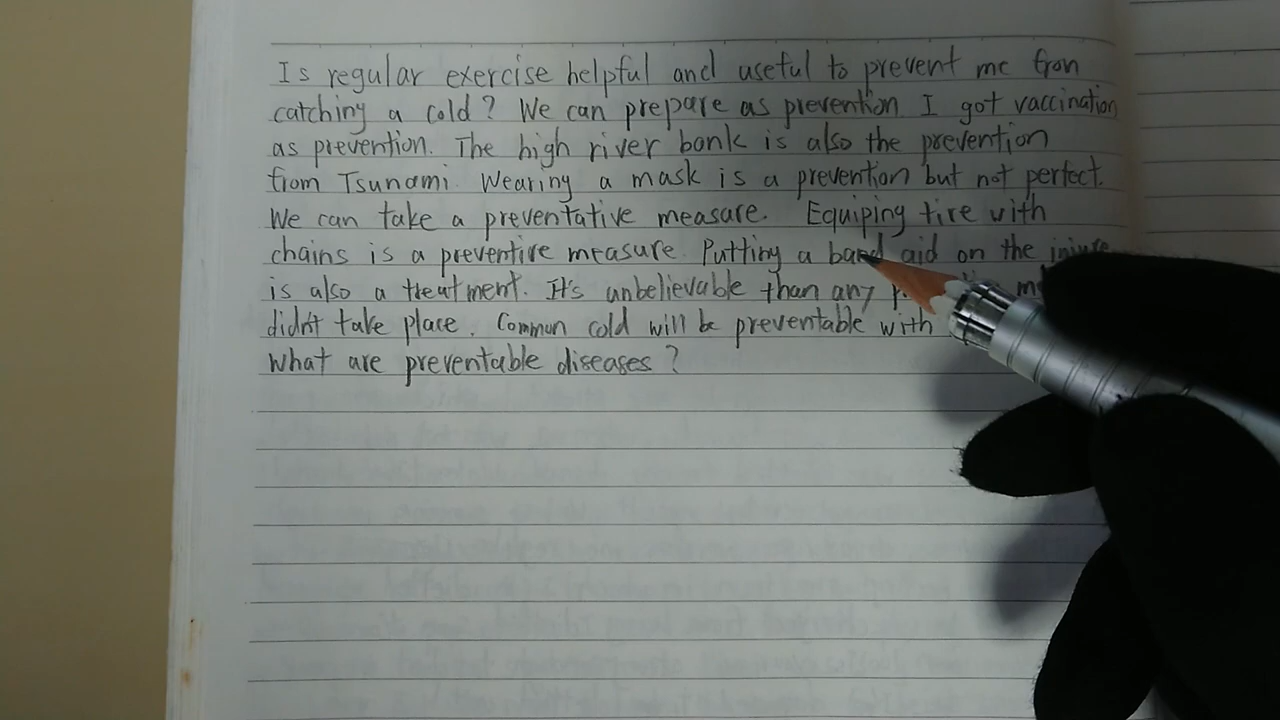 Is regular exercise helpful and useful to prevent me from
catching a cold? We can prepare as prevention. I got vaccination
as prevention. The high river bank is also the prevention
from Tsunami. Wearing a mask is a prevention but not perfect.
We can take a preventative measure. Equiping tire with
chains is a preventive measure. Putting a band aid on the
is also a treatment. It's unbelievable than any
didn't take place. Common cold will be preventable with
What are preventable diseases?